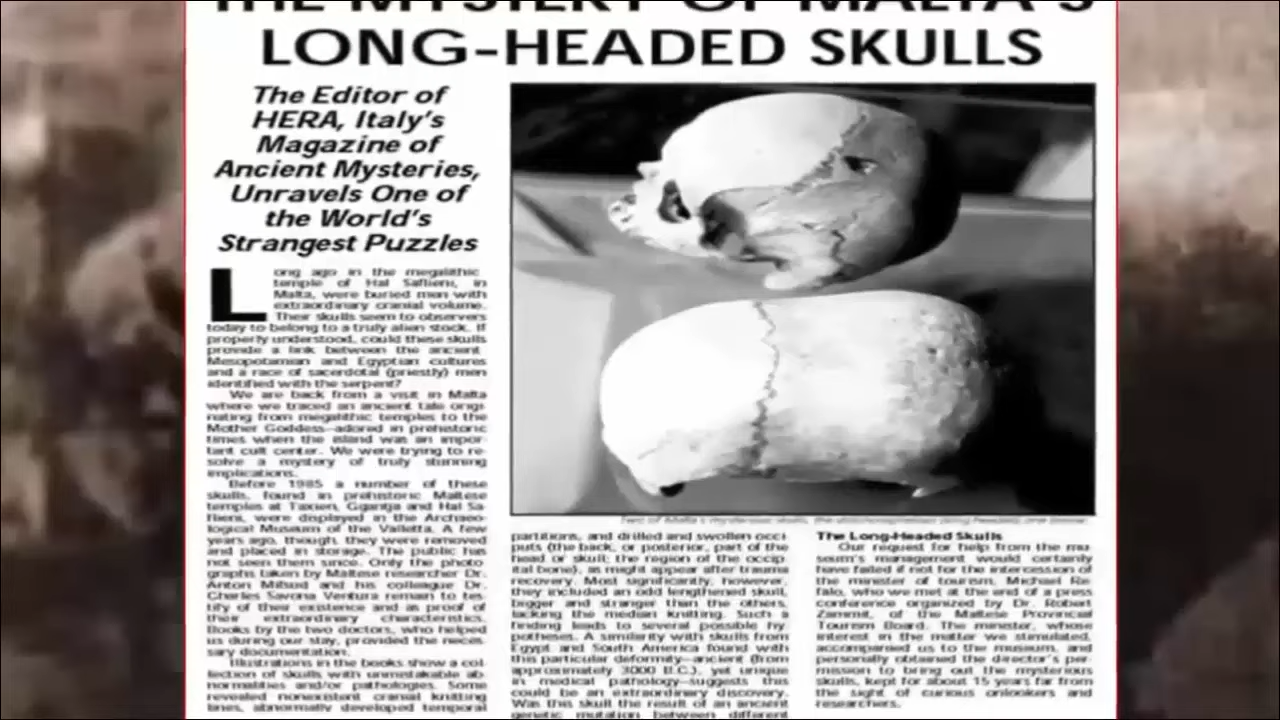 THE MYSTERY OF MALTA'S
LONG-HEADED SKULLS
The Editor of
HERA, Italy's
Magazine of
Ancient Mysteries,
Unravels One of
the World's
Strangest Puzzles
Long ago in the megalithic
temple of Hal Saflieni, in
Malta, were buried men with
extraordinary cranial volume.
Their skulls seem to observers
today to belong to a truly alien stock. If
properly understood, could these skulls
provide a link between the ancient
Mesopotamian and Egyptian cultures
and a race of sacerdotal (priestly) men
identified with the serpent?
We are back from a visit in Malta
where we traced an ancient tale origi-
nating from megalithic temples to the
Mother Goddess—adored in prehistoric
times when the island was an impor-
tant cult center. We were trying to re-
solve a mystery of truly stunning
implications.
Before 1985 a number of these
skulls, found in prehistoric Maltese
temples at Taxien, Ggantja and Hal Sa-
flieni, were displayed in the Archaeo-
logical Museum of the Valletta. A few
years ago, though, they were removed
and placed in storage. The public has
not seen them since. Only the photo-
graphs taken by Maltese researcher Dr.
Anton Mifsud and his colleague Dr.
Charles Savona Ventura remain to tes-
tify of their existence and as proof of
their extraordinary characteristics.
Books by the two doctors, who helped
us during our stay, provided the neces-
sary documentation.
Illustrations in the books show a col-
lection of skulls with unmistakable ab-
normalities and/or pathologies. Some
revealed nonexistent cranial knitting
lines, abnormally developed temporal
partitions, and drilled and swollen occi-
puts (the back, or posterior, part of the
head or skull; the region of the occip-
ital bone), as might appear after trauma
recovery. Most significantly, however,
they included an odd lengthened skull,
bigger and stranger than the others,
lacking the median knitting. Such a
finding leads to several possible hy-
potheses. A similarity with skulls from
Egypt and South America found with
this particular deformity—ancient (from
approximately 3000 B.C.), yet unique
in medical pathology—suggests this
could be an extraordinary discovery.
Was this skull the result of an ancient
genetic mutation between different
The Long-Headed Skulls
Our request for help from the mu-
seum's management would certainly
have failed if not for the intercession of
the minister of tourism, Michael Re-
falo, who we met at the end of a press
conference organized by Dr. Robert
Zammit, of the Maltese Provincial
Tourism Board. The minister, whose
interest in the matter we stimulated,
accompanied us to the museum, and
personally obtained the director's per-
mission to bring out the mysterious
skulls, kept for about 15 years far from
the sight of curious onlookers and
researchers.